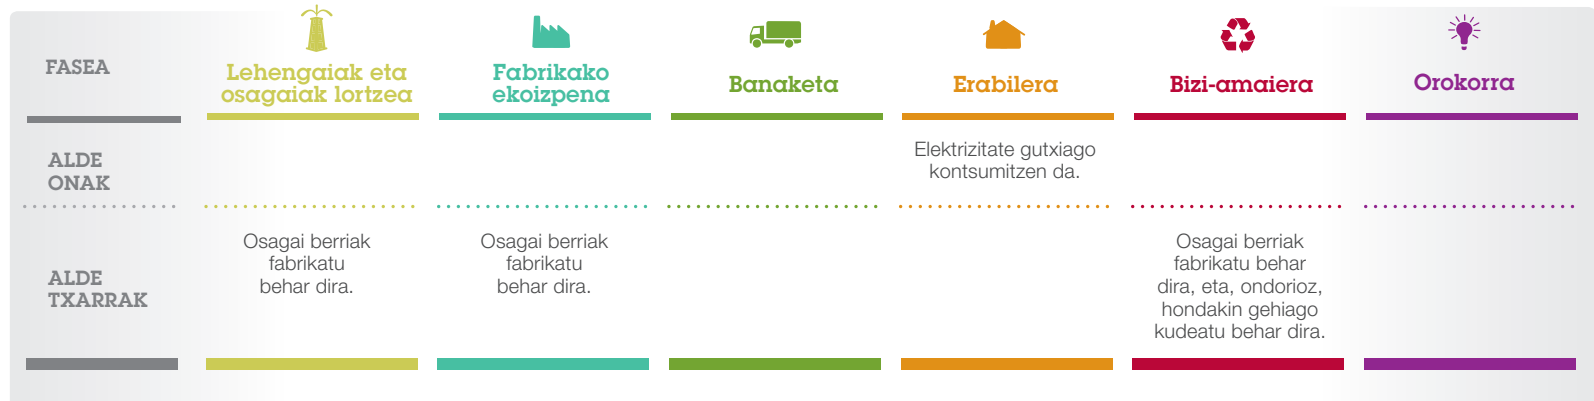 FASEA
Lehengaiak eta
osagaiak lortzea
Fabrikako
ekoizpena
Banaketa
Erabilera
Bizi-amaiera
Orokorra
ALDE
ONAK
Elektrizitate gutxiago
kontsumitzen da.
ALDE
TXARRAK
Osagai berriak
fabrikatu
behar dira.
Osagai berriak
fabrikatu
behar dira.
Osagai berriak
fabrikatu behar
dira, eta, ondorioz,
hondakin gehiago
kudeatu behar dira.